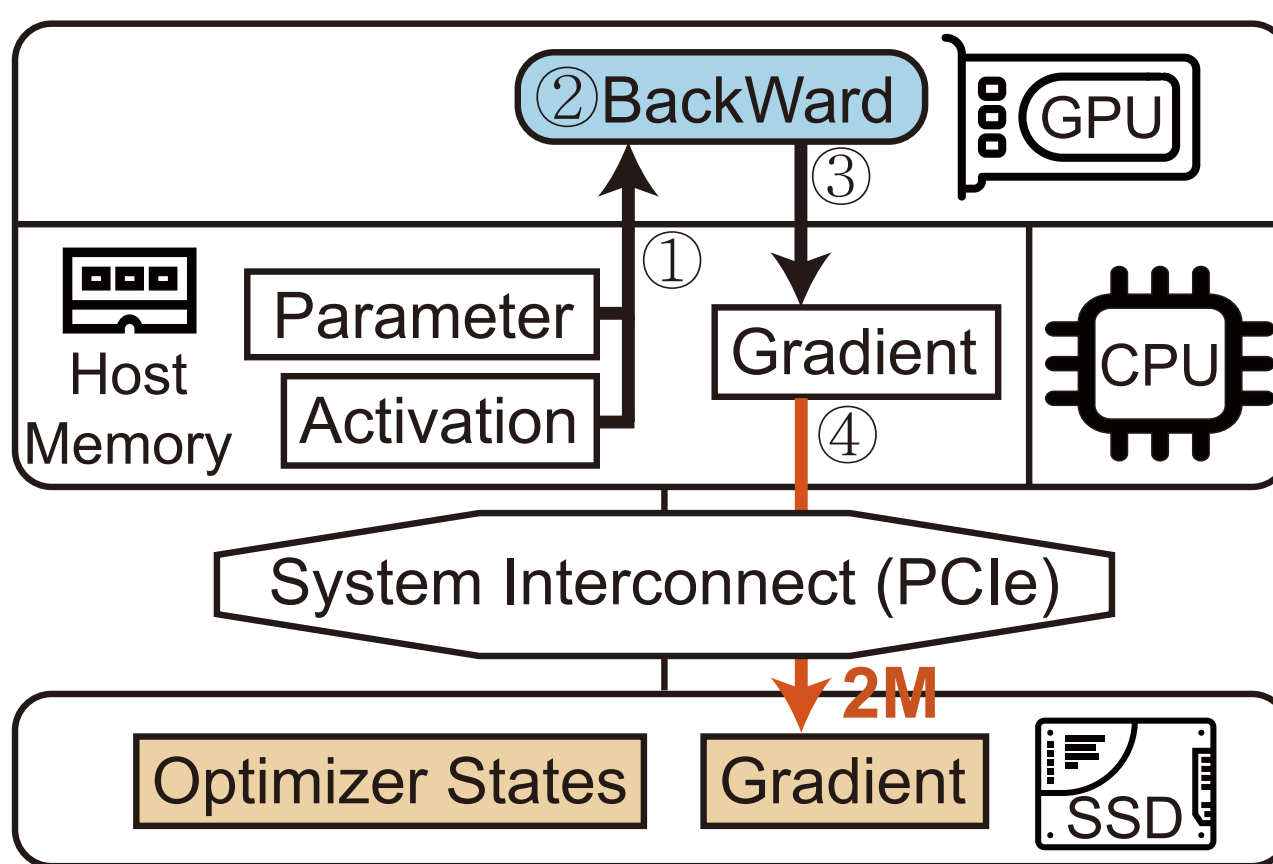 ②BackWard
GPU
③
①
Parameter
Gradient
CPU
Host
Memory
Activation
④
System Interconnect (PCIe)
2M
Optimizer States
Gradient
SSD